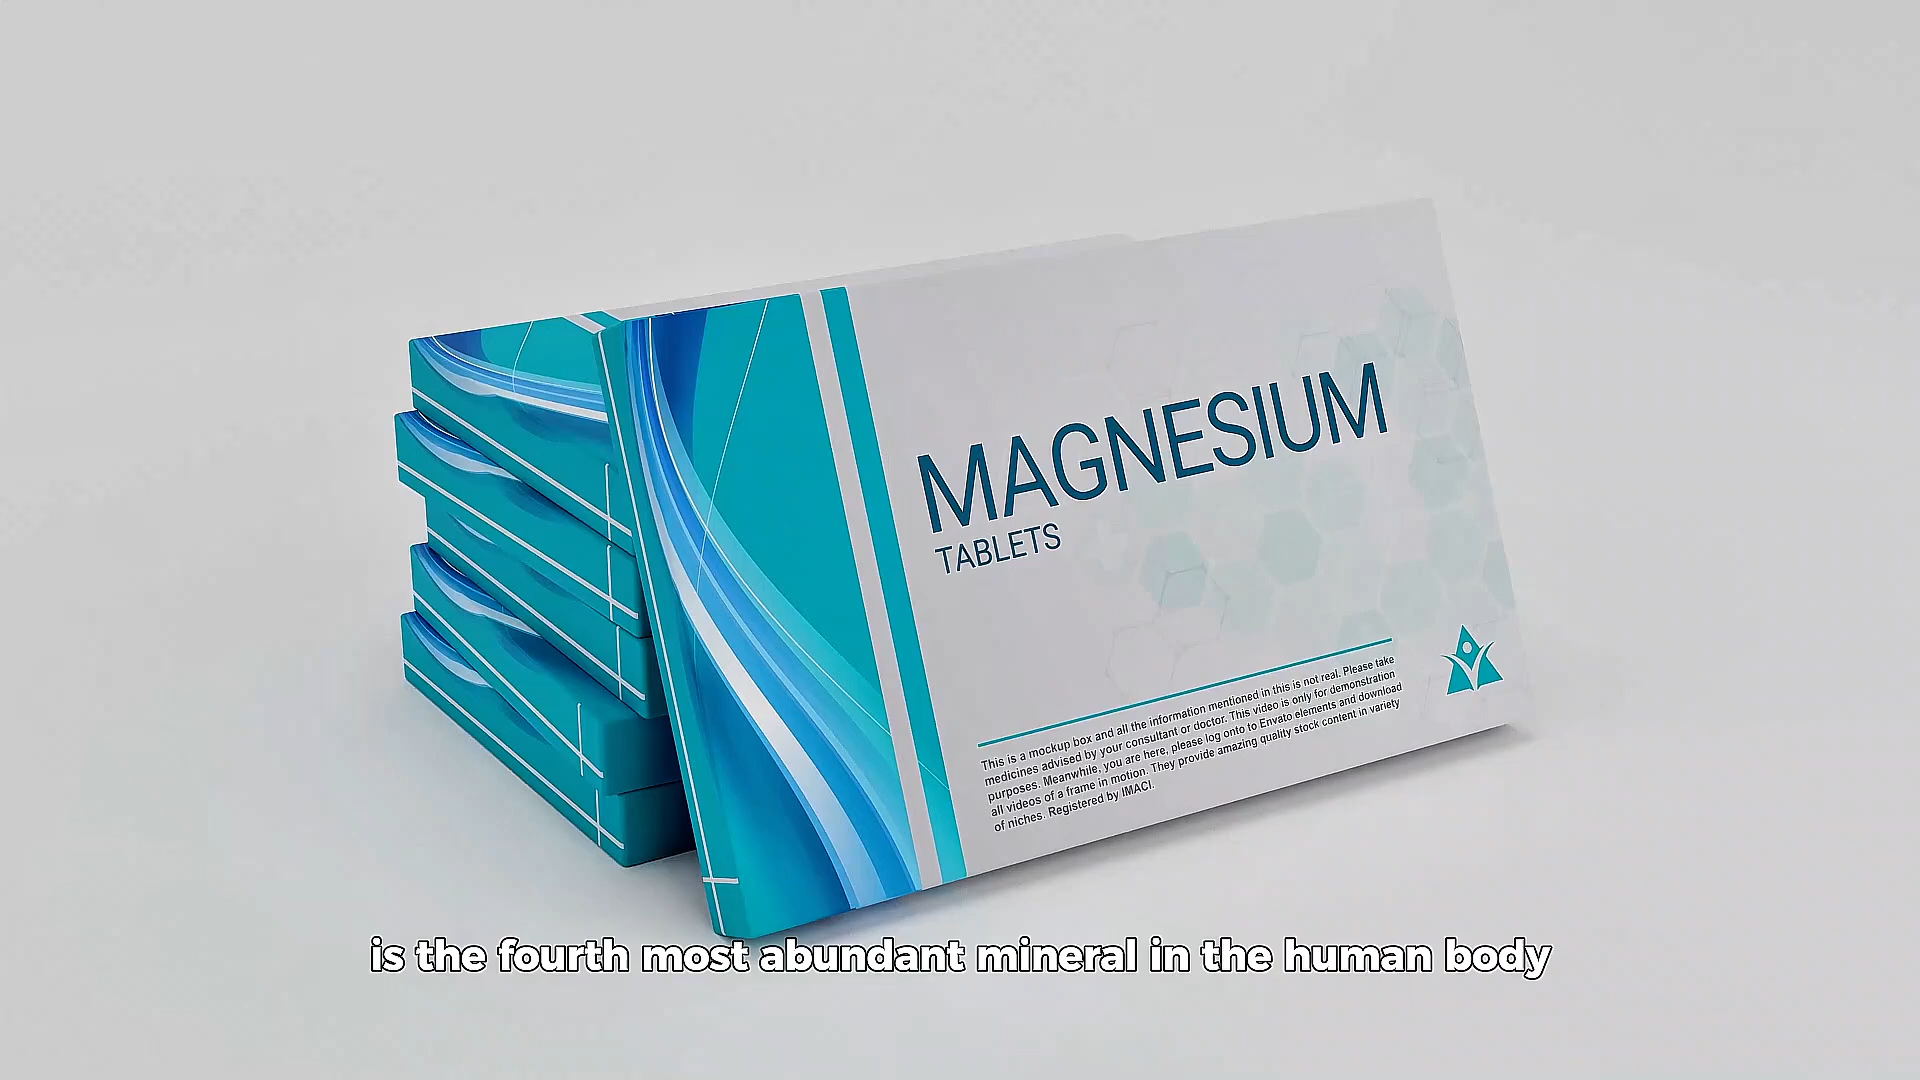 MAGNESIUM
TABLETS
This is a mockup box and all the information mentioned in this is not real. Please take
medicines advised by your consultant or doctor. This video is only for demonstration
purposes. Meanwhile, you are here, please log onto to Envato elements and download
all videos of a frame in motion. They provide amazing quality stock content in variety
of niches. Registered by IMACI.
is the fourth most abundant mineral in the human body